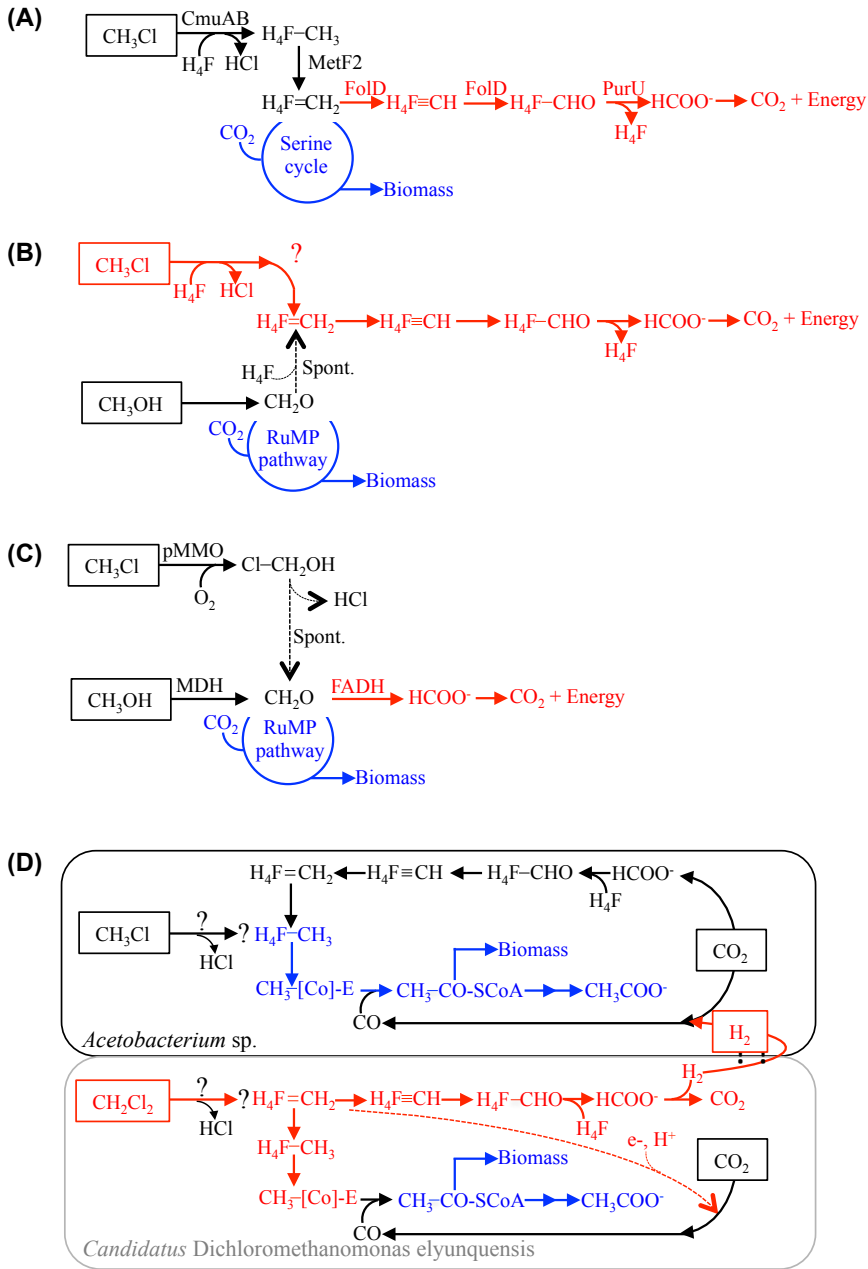 (A)
CH₃Cl CmuAB H₄F–CH₃
H₄F HCl
MetF2
H₄F=CH₂ FolD H₄F≡CH FolD H₄F–CHO PurU HCOO⁻ CO₂ + Energy
H₄F
CO₂ Serine
cycle
Biomass
(B)
CH₃Cl ?
H₄F HCl
H₄F=CH₂ H₄F≡CH H₄F–CHO HCOO⁻ CO₂ + Energy
H₄F
H₄F Spont.
CH₃OH CH₂O
CO₂ RuMP
pathway
Biomass
(C)
CH₃Cl pMMO Cl–CH₂OH
O₂ HCl
Spont.
CH₃OH MDH CH₂O FADH HCOO⁻ CO₂ + Energy
CO₂ RuMP
pathway
Biomass
(D)
H₄F=CH₂ H₄F≡CH H₄F–CHO HCOO⁻
H₄F
CH₃Cl ? ? H₄F–CH₃
HCl
Biomass
CO₂
CH₃–[Co]-E CH₃–CO-SCoA CH₃COO⁻
CO
H₂
Acetobacterium sp.
H₂
CH₂Cl₂ ? ? H₄F=CH₂ H₄F≡CH H₄F–CHO HCOO⁻ CO₂
HCl
H₄F
H₄F–CH₃
e-, H⁺
Biomass
CO₂
CH₃–[Co]-E CH₃–CO-SCoA CH₃COO⁻
CO
Candidatus Dichloromethanomonas elyunquensis